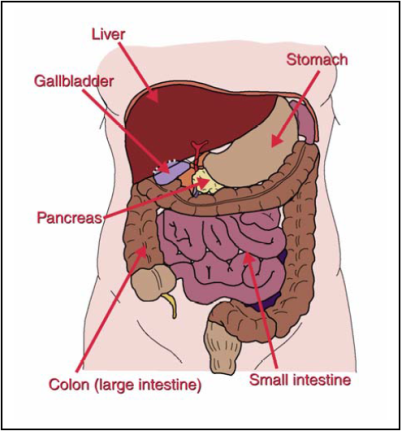 Liver
Stomach
Gallbladder
Pancreas
Colon (large intestine)
Small intestine